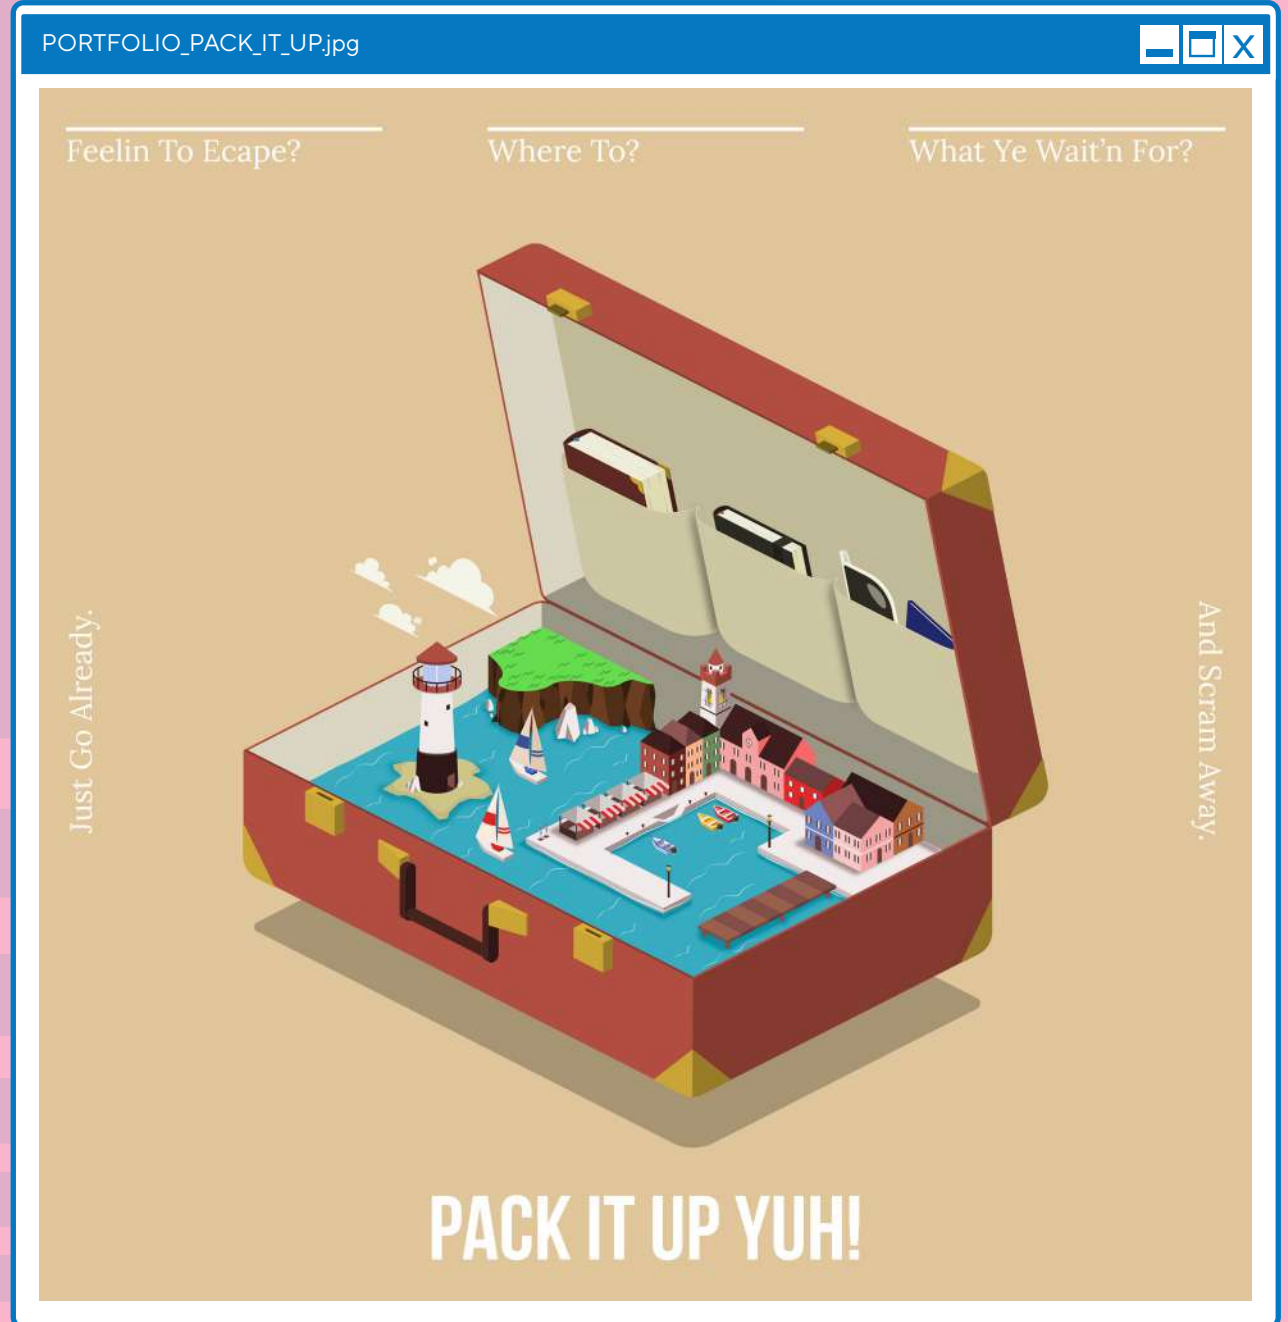 PORTFOLIO_PACK_IT_UP.jpg
Feelin To Ecape?
Where To?
What Ye Wait'n For?
Just Go Already.
And Scram Away.
PACK IT UP YUH!